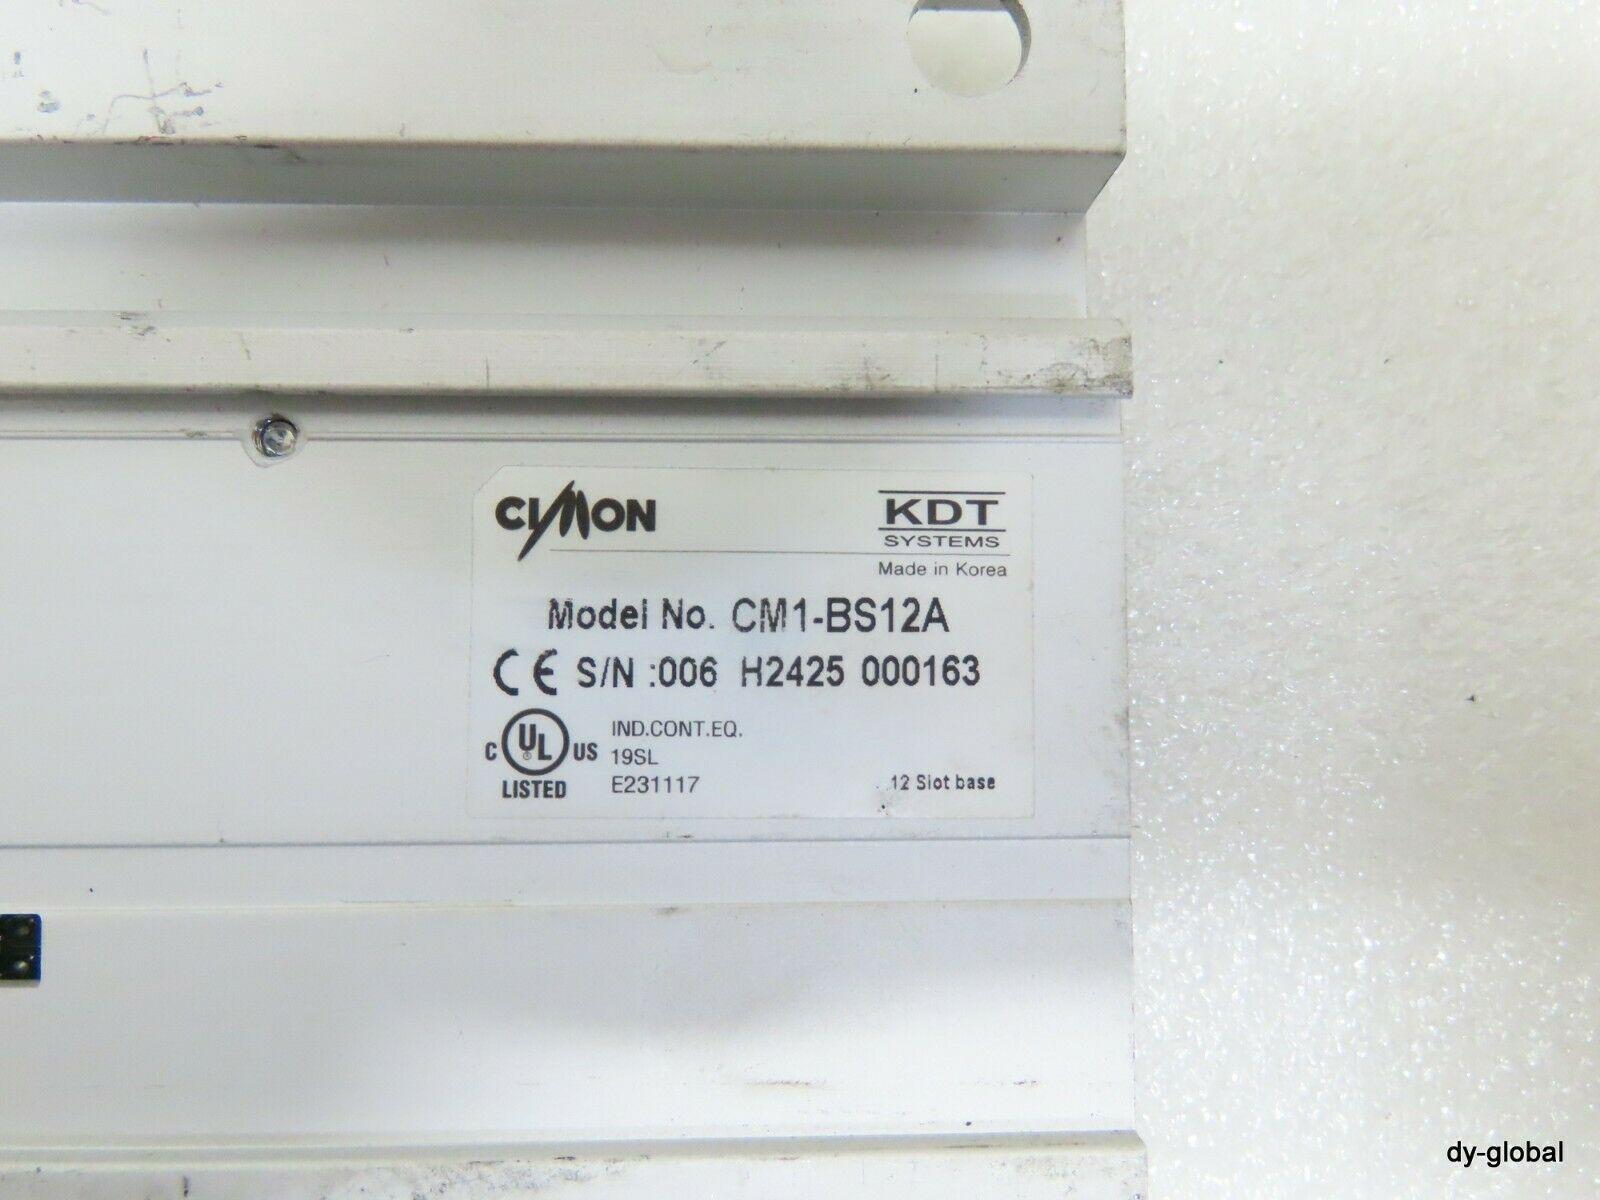 CIMON
KDT
SYSTEMS
Made in Korea
Model No. CM1-BS12A
CE S/N :006 H2425 000163
C UL US
LISTED
IND.CONT.EQ.
19SL
E231117
12 Slot base
dy-global